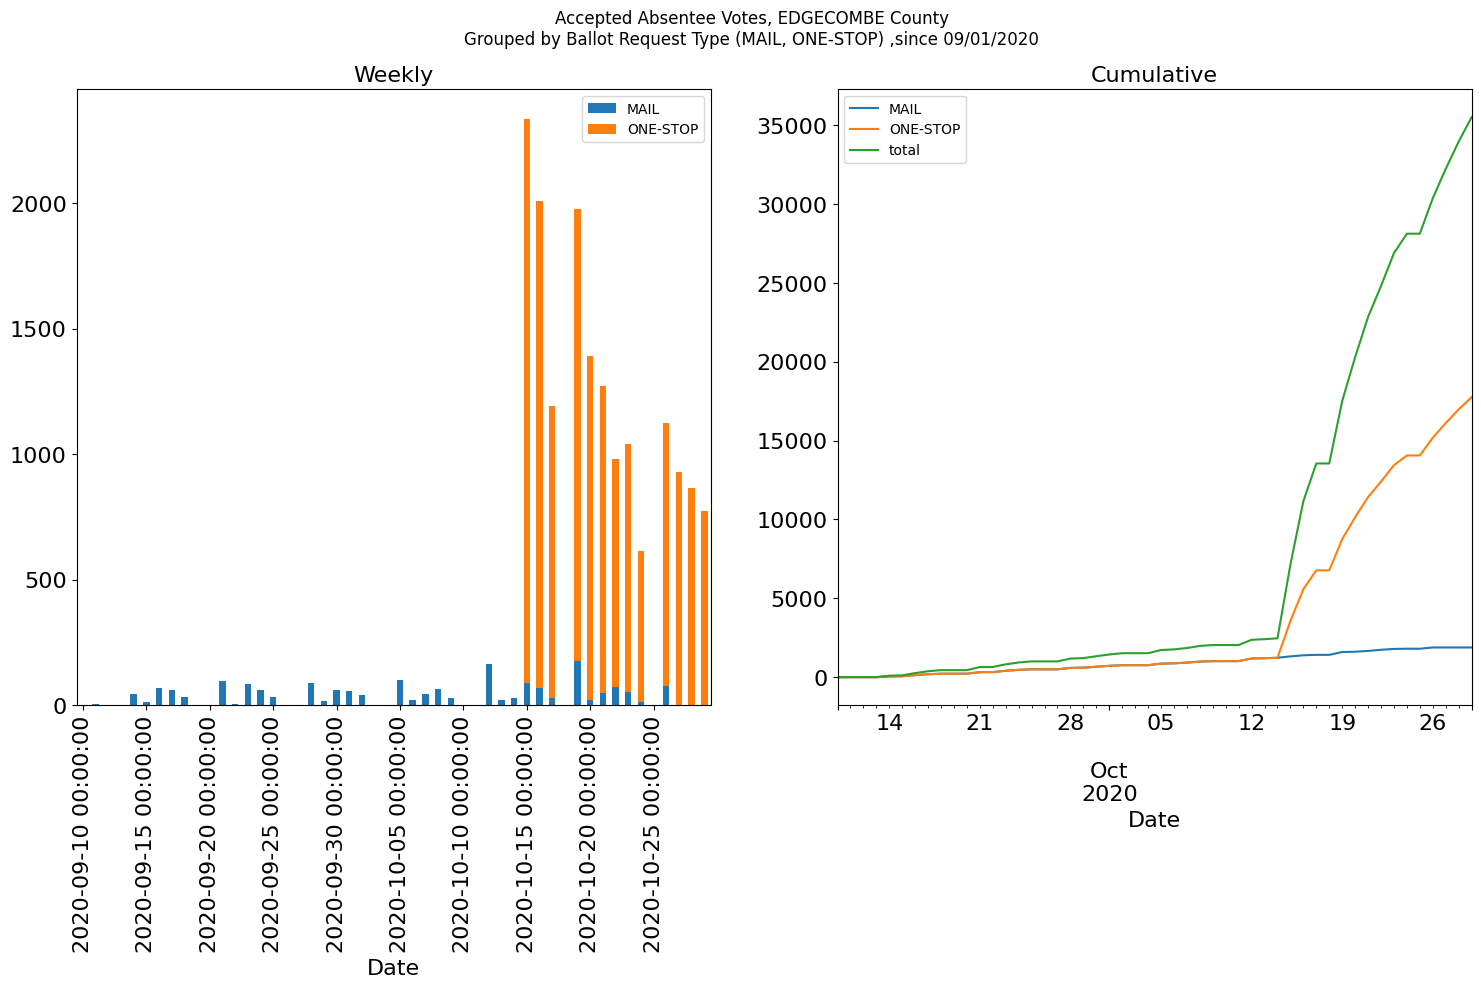 Accepted Absentee Votes, EDGECOMBE County
Grouped by Ballot Request Type (MAIL, ONE-STOP) ,since 09/01/2020
Weekly
MAIL
ONE-STOP
2000
1500
1000
500
0
2020-09-10 00:00:00
2020-09-15 00:00:00
2020-09-20 00:00:00
2020-09-25 00:00:00
2020-09-30 00:00:00
2020-10-05 00:00:00
2020-10-10 00:00:00
2020-10-15 00:00:00
2020-10-20 00:00:00
2020-10-25 00:00:00
Date
Cumulative
MAIL
ONE-STOP
total
35000
30000
25000
20000
15000
10000
5000
0
14 21 28 05 12 19 26
Oct
2020
Date